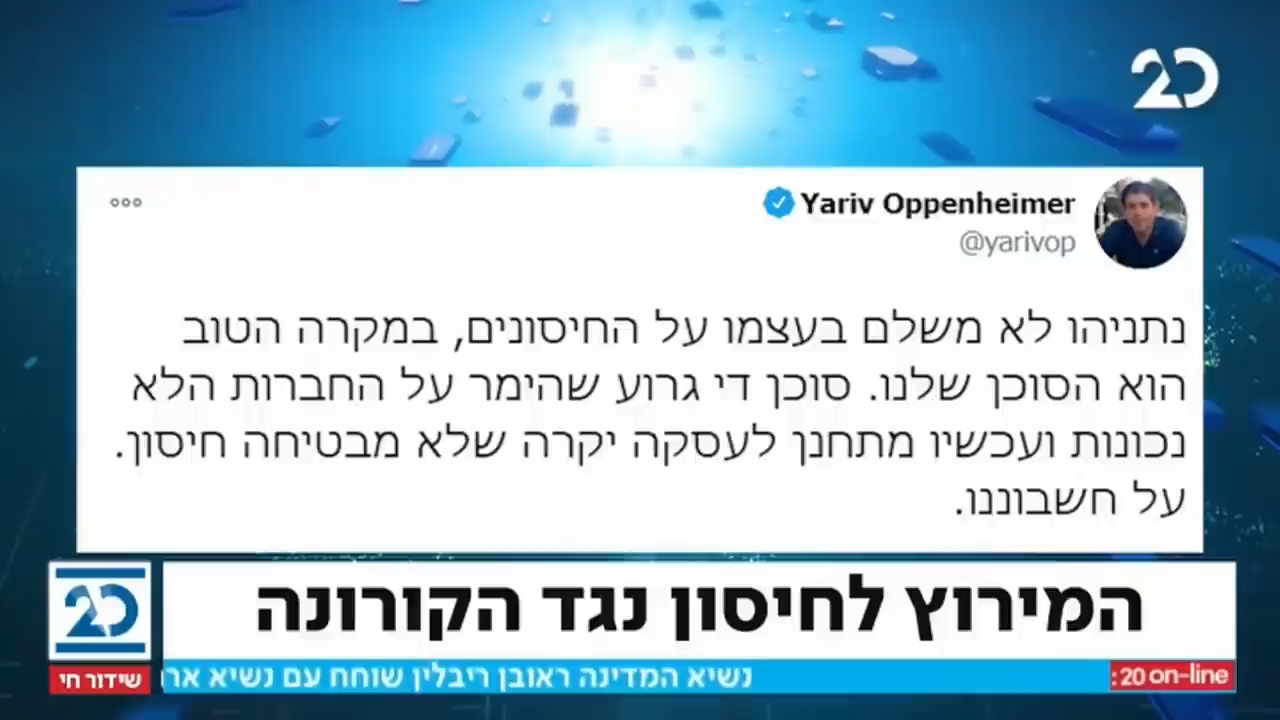 20
Yariv Oppenheimer
@yarivop
נתניהו לא משלם בעצמו על החיסונים, במקרה הטוב
הוא הסוכן שלנו. סוכן די גרוע שהימר על החברות הלא
נכונות ועכשיו מתחנן לעסקה יקרה שלא מבטיחה חיסון.
על חשבוננו.
המירוץ לחיסון נגד הקורונה
20
שידור חי
20 on-line:
נשיא המדינה ראובן ריבלין שוחח עם נשיא